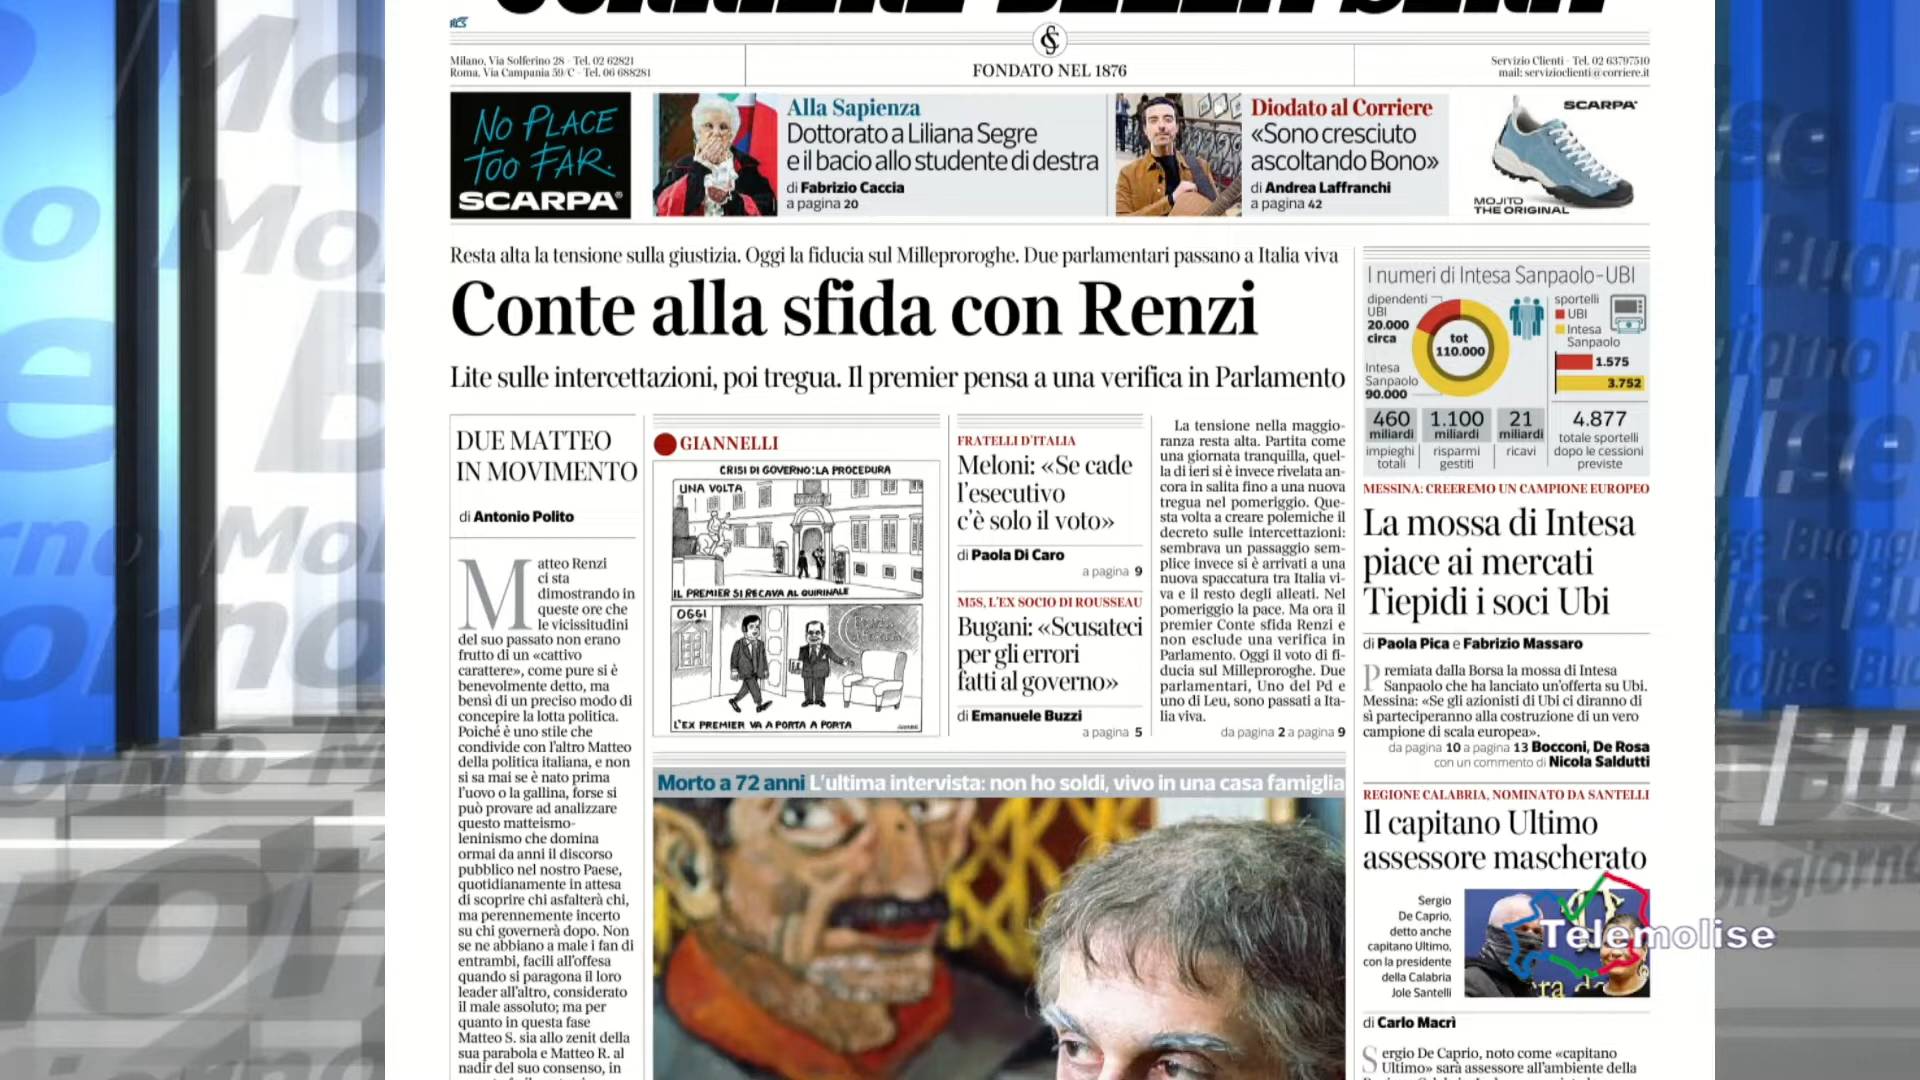 CORRIERE DELLA SERA
RCS
Milano, Via Solferino 28 - Tel. 02 62821
Roma, Via Campania 59/C - Tel. 06 688281
FONDATO NEL 1876
Servizio Clienti - Tel. 02 63797510
mail: servizioclienti@corriere.it
NO PLACE
TOO FAR.
SCARPA®
Alla Sapienza
Dottorato a Liliana Segre
e il bacio allo studente di destra
di Fabrizio Caccia
a pagina 20
Diodato al Corriere
«Sono cresciuto
ascoltando Bono»
di Andrea Laffranchi
a pagina 42
SCARPA®
MOJITO
THE ORIGINAL
Resta alta la tensione sulla giustizia. Oggi la fiducia sul Milleproroghe. Due parlamentari passano a Italia viva
Conte alla sfida con Renzi
Lite sulle intercettazioni, poi tregua. Il premier pensa a una verifica in Parlamento
DUE MATTEO
IN MOVIMENTO
di Antonio Polito
Matteo Renzi
ci sta
dimostrando in
queste ore che
le vicissitudini
del suo passato non erano
frutto di un «cattivo
carattere», come pure si è
benevolmente detto, ma
bensì di un preciso modo di
concepire la lotta politica.
Poiché è uno stile che
condivide con l'altro Matteo
della politica italiana, e non
si sa mai se è nato prima
l'uovo o la gallina, forse si
può provare ad analizzare
questo matteismo-
leninismo che domina
ormai da anni il discorso
pubblico nel nostro Paese,
quotidianamente in attesa
di scoprire chi asfalterà chi,
ma perennemente incerto
su chi governerà dopo. Non
se ne abbiano a male i fan di
entrambi, facili all'offesa
quando si paragona il loro
leader all'altro, considerato
il male assoluto; ma per
quanto in questa fase
Matteo S. sia allo zenit della
sua parabola e Matteo R. al
nadir del suo consenso, in
GIANNELLI
CRISI DI GOVERNO: LA PROCEDURA
UNA VOLTA
IL PREMIER SI RECAVA AL QUIRINALE
OGGI
L'EX PREMIER VA A PORTA A PORTA
FRATELLI D'ITALIA
Meloni: «Se cade
l'esecutivo
c'è solo il voto»
di Paola Di Caro
a pagina 9
M5S, L'EX SOCIO DI ROUSSEAU
Bugani: «Scusateci
per gli errori
fatti al governo»
di Emanuele Buzzi
a pagina 5
La tensione nella maggio-
ranza resta alta. Partita come
una giornata tranquilla, quel-
la di ieri si è invece rivelata an-
cora in salita fino a una nuova
tregua nel pomeriggio. Que-
sta volta a creare polemiche il
decreto sulle intercettazioni:
sembrava un passaggio sem-
plice invece si è arrivati a una
nuova spaccatura tra Italia vi-
va e il resto degli alleati. Nel
pomeriggio la pace. Ma ora il
premier Conte sfida Renzi e
non esclude una verifica in
Parlamento. Oggi il voto di fi-
ducia sul Milleproroghe. Due
parlamentari, Uno del Pd e
uno di Leu, sono passati a Ita-
lia viva.
da pagina 2 a pagina 9
Morto a 72 anni L'ultima intervista: non ho soldi, vivo in una casa famiglia
I numeri di Intesa Sanpaolo-UBI
dipendenti
UBI
20.000
circa
tot
110.000
Intesa
Sanpaolo
90.000
sportelli
UBI
Intesa
Sanpaolo
1.575
3.752
460
miliardi
impieghi
totali
1.100
miliardi
risparmi
gestiti
21
miliardi
ricavi
4.877
totale sportelli
dopo le cessioni
previste
MESSINA: CREEREMO UN CAMPIONE EUROPEO
La mossa di Intesa
piace ai mercati
Tiepidi i soci Ubi
di Paola Pica e Fabrizio Massaro
Premiata dalla Borsa la mossa di Intesa
Sanpaolo che ha lanciato un'offerta su Ubi.
Messina: «Se gli azionisti di Ubi ci diranno di
sì parteciperanno alla costruzione di un vero
campione di scala europea».
da pagina 10 a pagina 13 Bocconi, De Rosa
con un commento di Nicola Saldutti
REGIONE CALABRIA, NOMINATO DA SANTELLI
Il capitano Ultimo
assessore mascherato
Sergio
De Caprio,
detto anche
capitano Ultimo,
con la presidente
della Calabria
Jole Santelli
Telemolise
di Carlo Macrì
Sergio De Caprio, noto come «capitano
Ultimo» sarà assessore all'ambiente della